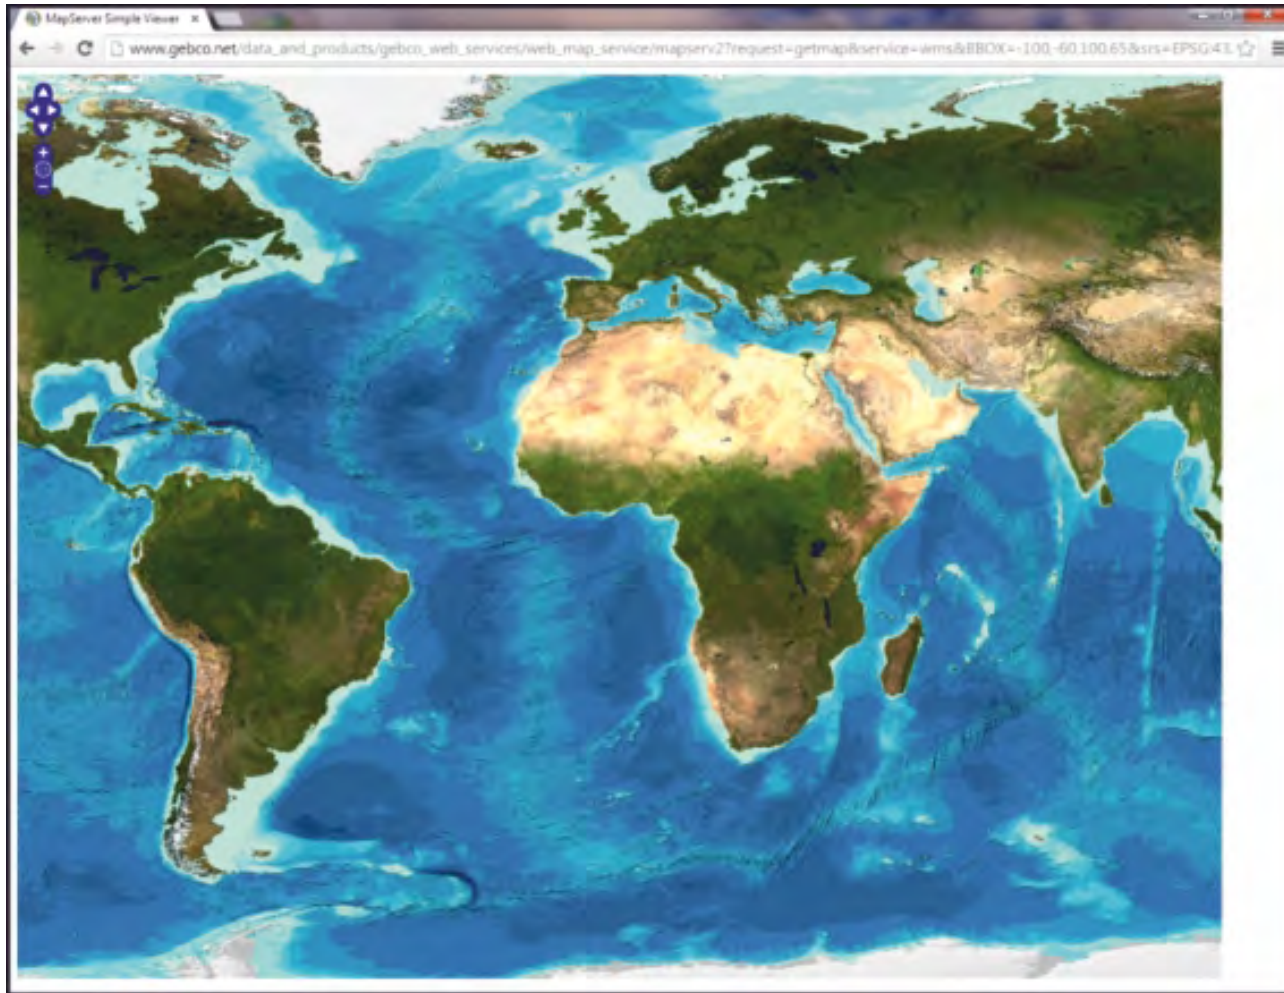 MapServer Simple Viewer
www.gebco.net/data_and_products/gebco_web_services/web_map_service/mapserv?request=getmap&service=wms&BBOX=-100,-60,100,65&srs=EPSG:43